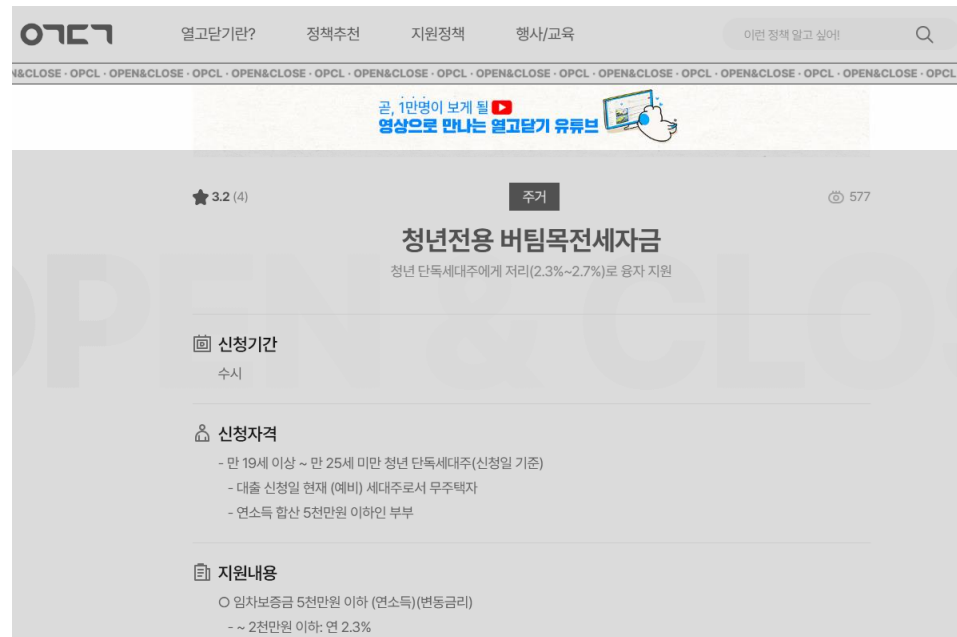 열고닫기란? 정책추천 지원정책 행사/교육 이런 정책 알고 싶어!
N&CLOSE · OPCL · OPEN&CLOSE · OPCL · OPEN&CLOSE · OPCL · OPEN&CLOSE · OPCL · OPEN&CLOSE · OPCL · OPEN&CLOSE · OPCL · OPEN&CLOSE · OPCL
곧, 1만명이 보게 될
영상으로 만나는 열고닫기 유튜브
3.2 (4) 주거 577
청년전용 버팀목전세자금
청년 단독세대주에게 저리(2.3%~2.7%)로 융자 지원
OPEN & CLOS
신청기간
수시
신청자격
- 만 19세 이상 ~ 만 25세 미만 청년 단독세대주(신청일 기준)
- 대출 신청일 현재 (예비) 세대주로서 무주택자
- 연소득 합산 5천만원 이하인 부부
지원내용
○ 임차보증금 5천만원 이하 (연소득)(변동금리)
- ~ 2천만원 이하: 연 2.3%